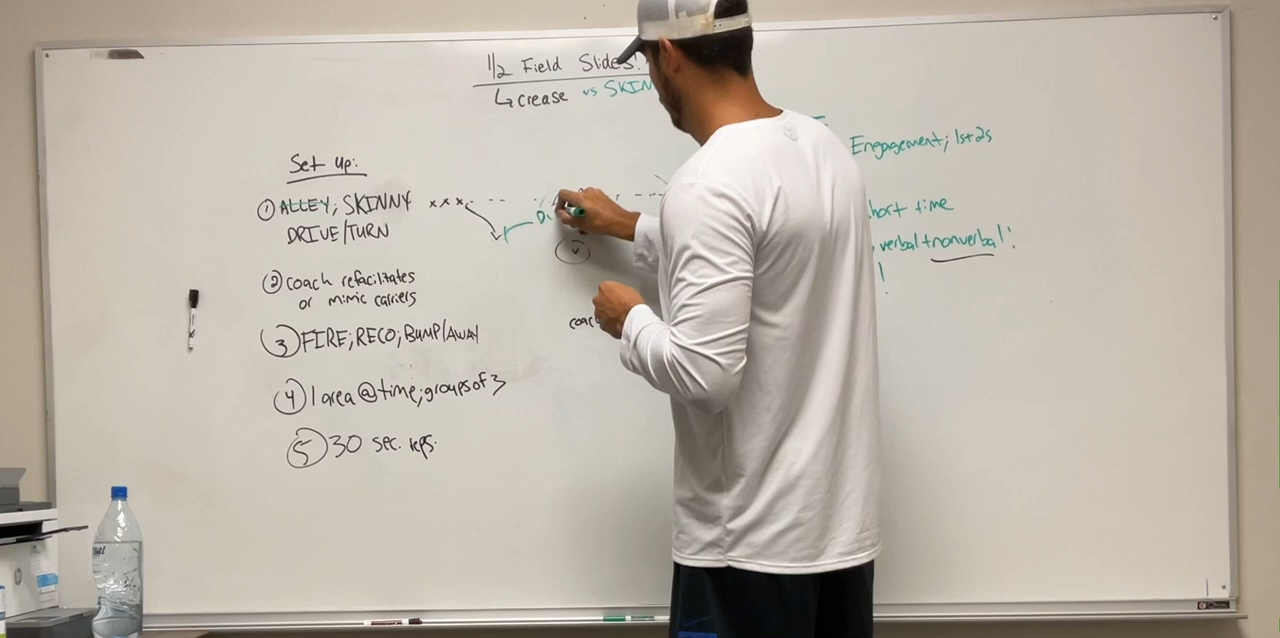 1/2 Field Slides!
↳ crease vs SKIN
Set Up:
① ALLEY; SKINNY
DRIVE/TURN
x x x
② coach refacilitates
or mimic carriers
③ FIRE; RECO; BUMP/AWAY
④ 1 area @ time; groups of 3
⑤ 30 sec. reps.
D
v
coac
Engagement; 1st 2s
hort time
verbal + nonverbal!
!